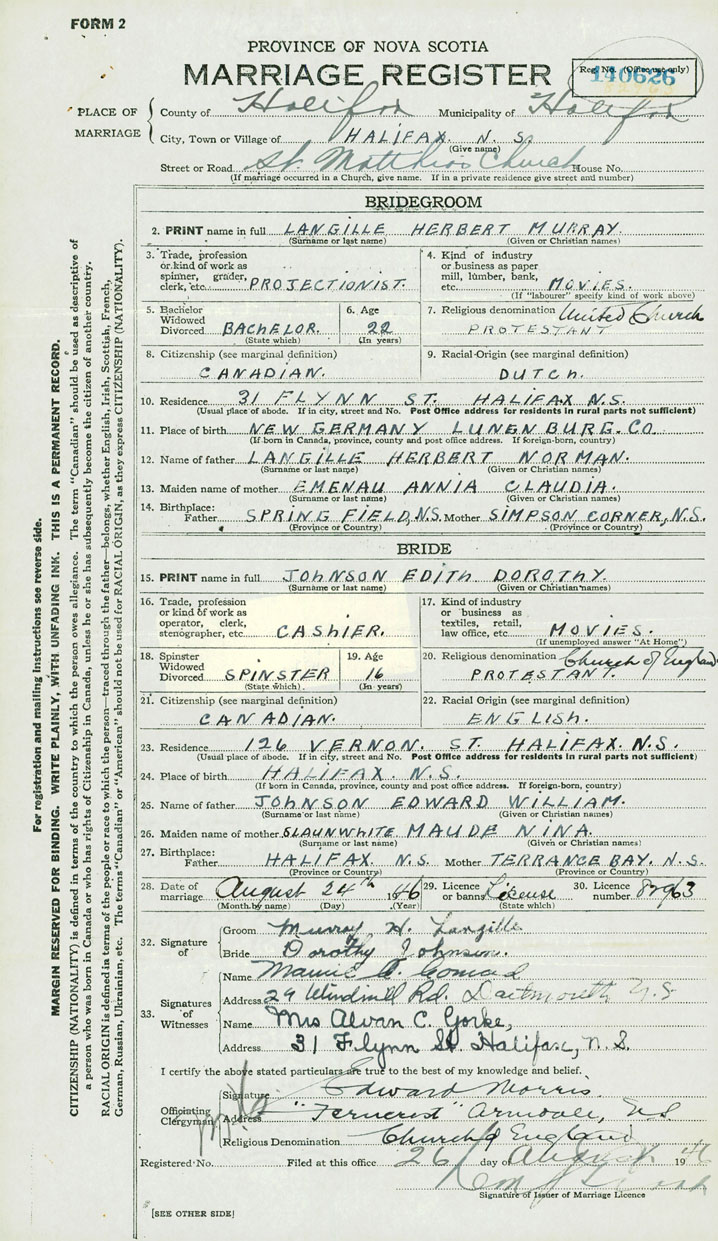 FORM 2
PROVINCE OF NOVA SCOTIA
MARRIAGE REGISTER
Reg. No. (Office use only)
140626
PLACE OF MARRIAGE
County of Halifax Municipality of Halifax
City, Town or Village of HALIFAX N. S.
(Give name)
Street or Road St. Matthias Church House No.
(If marriage occurred in a Church, give name. If in a private residence give street and number)
BRIDEGROOM
2. PRINT name in full LANGILLE HERBERT MURRAY.
(Surname or last name) (Given or Christian names)
3. Trade, profession or kind of work as spinner, grader, clerk, etc. PROJECTIONIST.
4. Kind of industry or business as paper mill, lumber, bank, etc. MOVIES.
(If "labourer" specify kind of work above)
5. Bachelor Widowed Divorced BACHELOR.
(State which)
6. Age 22
(In years)
7. Religious denomination United Church
PROTESTANT
8. Citizenship (see marginal definition)
CANADIAN.
9. Racial Origin (see marginal definition)
DUTCH.
10. Residence 31 FLYNN ST. HALIFAX N.S.
(Usual place of abode. If in city, street and No. Post Office address for residents in rural parts not sufficient)
11. Place of birth NEW GERMANY LUNENBURG. CO.
(If born in Canada, province, county and post office address. If foreign-born, country)
12. Name of father LANGILLE HERBERT NORMAN.
(Surname or last name) (Given or Christian names)
13. Maiden name of mother EMENAU ANNIA CLAUDIA.
(Surname or last name) (Given or Christian names)
14. Birthplace:
Father SPRING FIELD, N.S. Mother SIMPSON CORNER, N.S.
(Province or Country) (Province or Country)
BRIDE
15. PRINT name in full JOHNSON EDITH DOROTHY.
(Surname or last name) (Given or Christian names)
16. Trade, profession or kind of work as operator, clerk, stenographer, etc. CASHIER.
17. Kind of industry or business as textiles, retail, law office, etc. MOVIES.
(If unemployed answer "At Home")
18. Spinster Widowed Divorced SPINSTER
(State which)
19. Age 16
(In years)
20. Religious denomination Church of England
PROTESTANT.
21. Citizenship (see marginal definition)
CANADIAN.
22. Racial Origin (see marginal definition)
ENGLISH.
23. Residence 126 VERNON. ST. HALIFAX. N.S.
(Usual place of abode. If in city, street and No. Post Office address for residents in rural parts not sufficient)
24. Place of birth HALIFAX. N.S.
(If born in Canada, province, county and post office address. If foreign-born, country)
25. Name of father JOHNSON EDWARD WILLIAM.
(Surname or last name) (Given or Christian names)
26. Maiden name of mother SLAUNWHITE MAUDE NINA.
(Surname or last name) (Given or Christian names)
27. Birthplace:
Father HALIFAX N.S. Mother TERRANCE BAY. N.S.
(Province or Country) (Province or Country)
28. Date of marriage August 24th 1946
(Month by name) (Day) (Year)
29. Licence or banns License
(State which)
30. Licence number 82963
32. Signature of
Groom Murray H. Langille
Bride Dorothy Johnson.
33. Signatures of Witnesses
Name
Address 29 Windmill Rd. Dartmouth N.S
Name Mrs Alvan C. Gorke,
Address 31 Flynn St. Halifax, N.S.
I certify the above stated particulars are true to the best of my knowledge and belief.
Officiating Clergyman
Signature Edward Morris
Address "Ferncrest" Armdale, N.S
Religious Denomination Church of England
Registered No. Filed at this office 26 day of August 1946
Signature of Issuer of Marriage Licence
[SEE OTHER SIDE]
For registration and mailing instructions see reverse side.
MARGIN RESERVED FOR BINDING. WRITE PLAINLY, WITH UNFADING INK. THIS IS A PERMANENT RECORD.
CITIZENSHIP (NATIONALITY) is defined in terms of the country to which the person owes allegiance. The term "Canadian" should be used as descriptive of
a person who was born in Canada or who has rights of Citizenship in Canada, unless he or she has subsequently become the citizen of another country.
RACIAL ORIGIN is defined in terms of the people or race to which the person—traced through the father—belongs, whether English, Irish, Scottish, French,
German, Russian, Ukrainian, etc. The terms "Canadian" or "American" should not be used for RACIAL ORIGIN, as they express CITIZENSHIP (NATIONALITY).